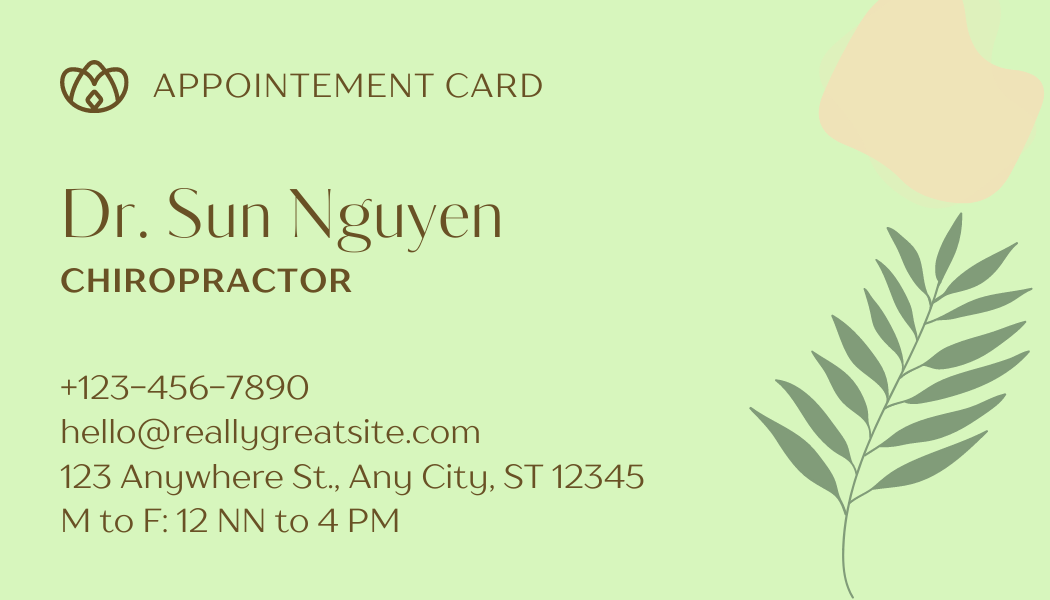 APPOINTEMENT CARD
Dr. Sun Nguyen
CHIROPRACTOR
+123-456-7890
hello@reallygreatsite.com
123 Anywhere St., Any City, ST 12345
M to F: 12 NN to 4 PM